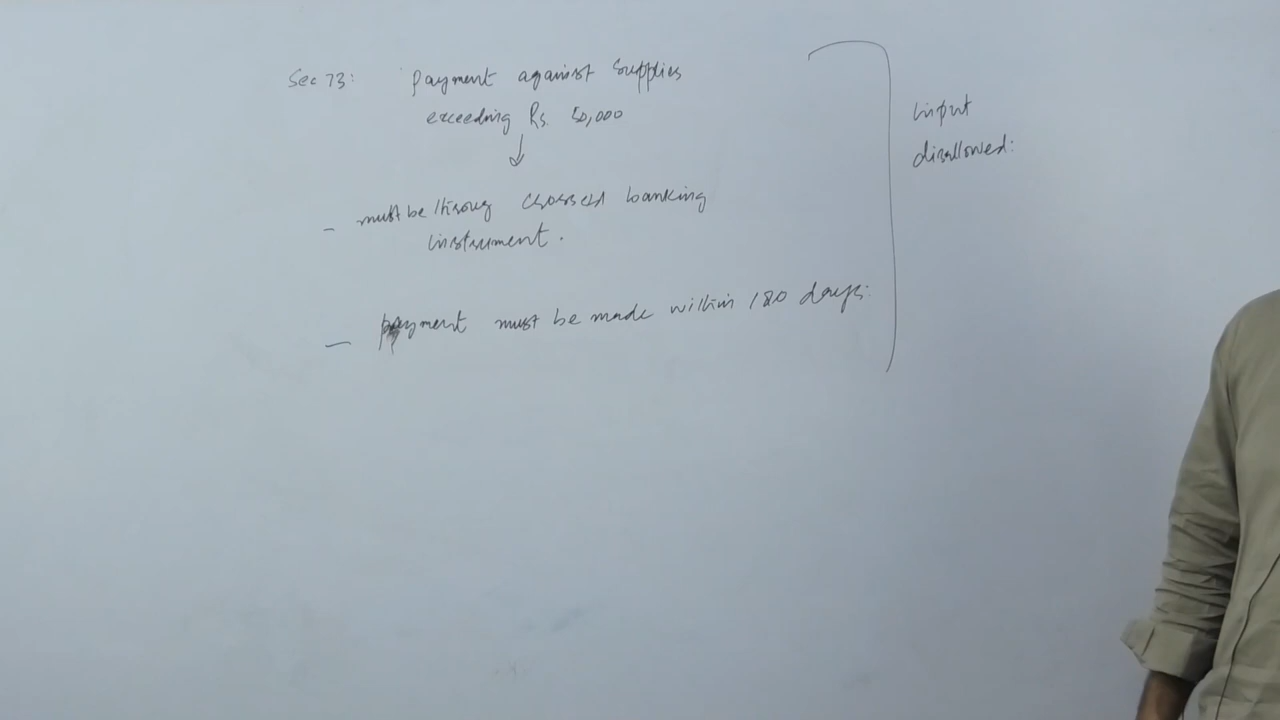 Sec 73: payment against supplies
exceeding Rs. 50,000
- must be throug crossed banking
instrument.
- payment must be made within 180 days.
input
disallowed: